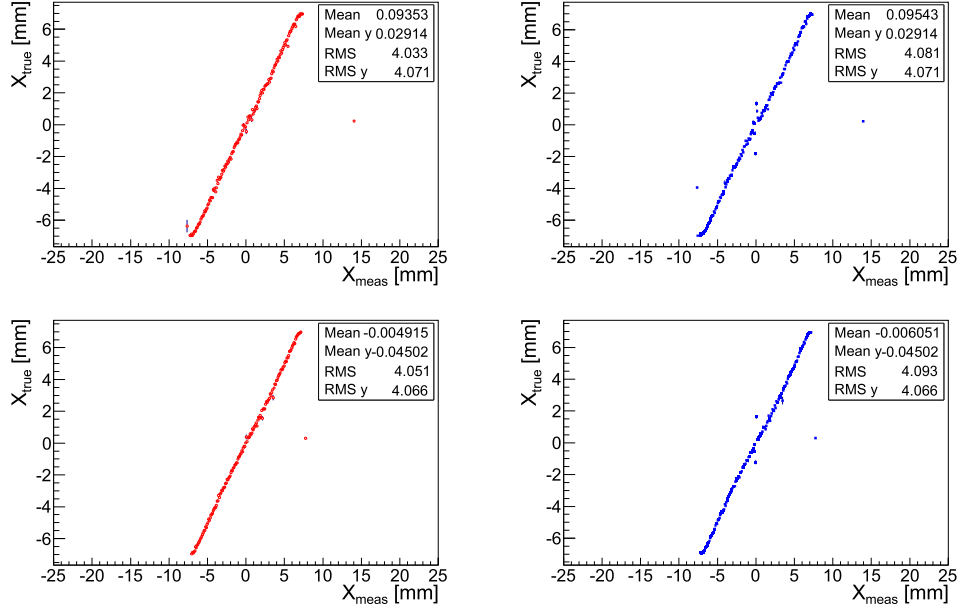 X_true [mm]
6
4
2
0
-2
-4
-6
Mean 0.09353
Mean y 0.02914
RMS 4.033
RMS y 4.071
-25 -20 -15 -10 -5 0 5 10 15 20 25
X_meas [mm]
X_true [mm]
6
4
2
0
-2
-4
-6
Mean 0.09543
Mean y 0.02914
RMS 4.081
RMS y 4.071
-25 -20 -15 -10 -5 0 5 10 15 20 25
X_meas [mm]
X_true [mm]
6
4
2
0
-2
-4
-6
Mean -0.004915
Mean y -0.04502
RMS 4.051
RMS y 4.066
-25 -20 -15 -10 -5 0 5 10 15 20 25
X_meas [mm]
X_true [mm]
6
4
2
0
-2
-4
-6
Mean -0.006051
Mean y -0.04502
RMS 4.093
RMS y 4.066
-25 -20 -15 -10 -5 0 5 10 15 20 25
X_meas [mm]